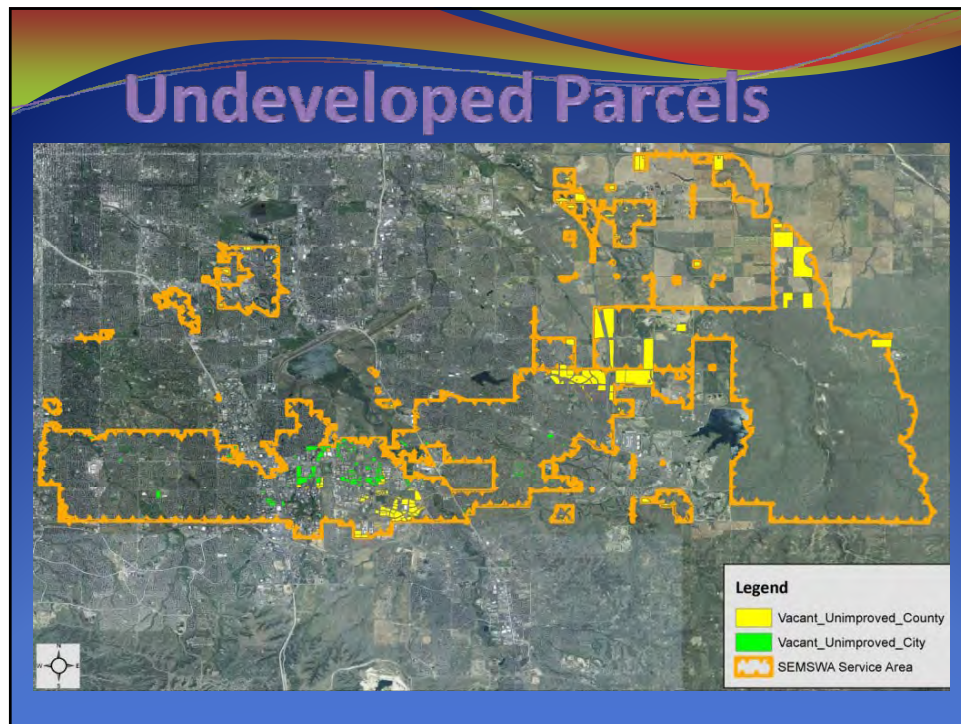 Undeveloped Parcels
Legend
Vacant_Unimproved_County
Vacant_Unimproved_City
SEMSWA Service Area
N
W E
S